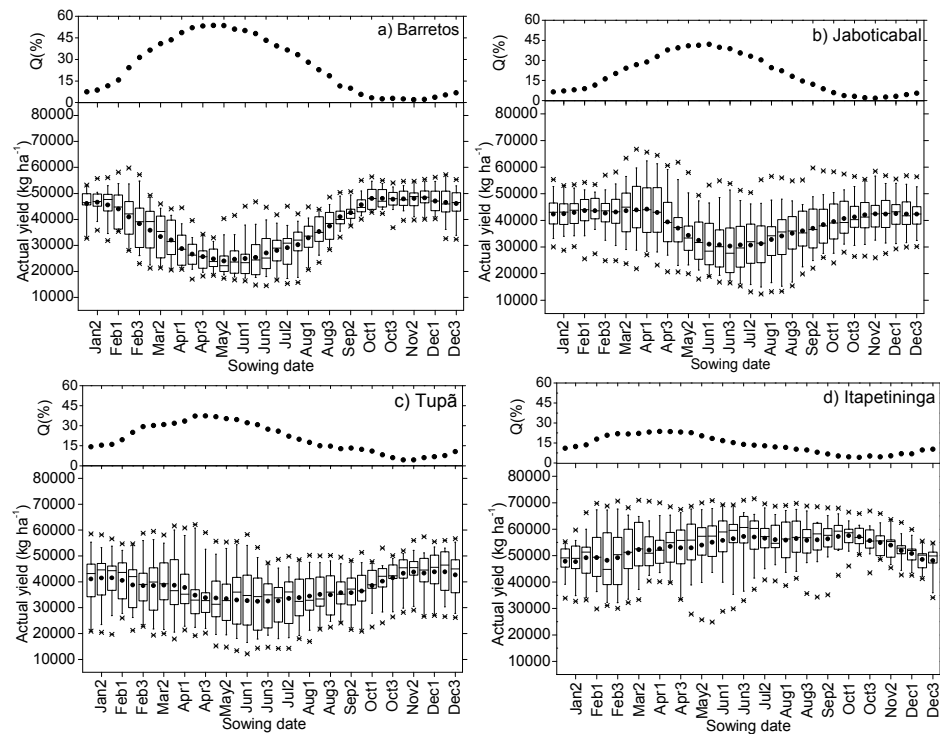 a) Barretos
Q(%)
60
45
30
15
0
Actual yield (kg ha⁻¹)
80000
70000
60000
50000
40000
30000
20000
10000
Jan2 Feb1 Feb3 Mar2 Apr1 Apr3 May2 Jun1 Jun3 Jul2 Aug1 Aug3 Sep2 Oct1 Oct3 Nov2 Dec1 Dec3
Sowing date
b) Jaboticabal
Q(%)
60
45
30
15
0
Actual yield (kg ha⁻¹)
80000
70000
60000
50000
40000
30000
20000
10000
Jan2 Feb1 Feb3 Mar2 Apr1 Apr3 May2 Jun1 Jun3 Jul2 Aug1 Aug3 Sep2 Oct1 Oct3 Nov2 Dec1 Dec3
Sowing date
c) Tupã
Q(%)
60
45
30
15
0
Actual yield (kg ha⁻¹)
80000
70000
60000
50000
40000
30000
20000
10000
Jan2 Feb1 Feb3 Mar2 Apr1 Apr3 May2 Jun1 Jun3 Jul2 Aug1 Aug3 Sep2 Oct1 Oct3 Nov2 Dec1 Dec3
Sowing date
d) Itapetininga
Q(%)
60
45
30
15
0
Actual yield (kg ha⁻¹)
80000
70000
60000
50000
40000
30000
20000
10000
Jan2 Feb1 Feb3 Mar2 Apr1 Apr3 May2 Jun1 Jun3 Jul2 Aug1 Aug3 Sep2 Oct1 Oct3 Nov2 Dec1 Dec3
Sowing date